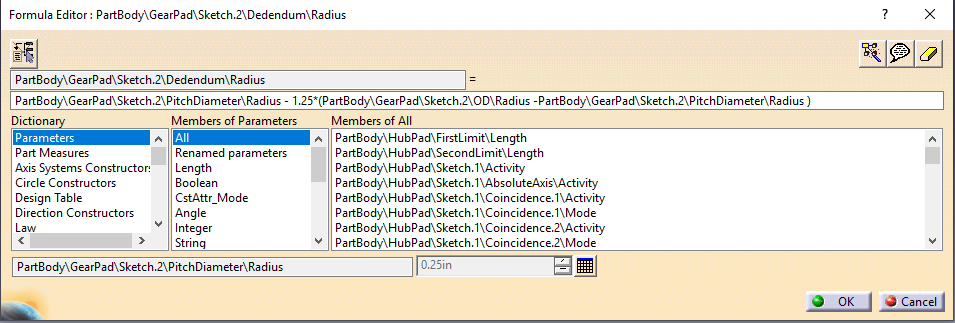 Formula Editor : PartBody\GearPad\Sketch.2\Dedendum\Radius
PartBody\GearPad\Sketch.2\Dedendum\Radius =
PartBody\GearPad\Sketch.2\PitchDiameter\Radius - 1.25*(PartBody\GearPad\Sketch.2\OD\Radius -PartBody\GearPad\Sketch.2\PitchDiameter\Radius )
Dictionary Members of Parameters Members of All
Parameters All PartBody\HubPad\FirstLimit\Length
Part Measures Renamed parameters PartBody\HubPad\SecondLimit\Length
Axis Systems Constructors Length PartBody\HubPad\Sketch.1\Activity
Circle Constructors Boolean PartBody\HubPad\Sketch.1\AbsoluteAxis\Activity
Design Table CstAttr_Mode PartBody\HubPad\Sketch.1\Coincidence.1\Activity
Direction Constructors Angle PartBody\HubPad\Sketch.1\Coincidence.1\Mode
Law Integer PartBody\HubPad\Sketch.1\Coincidence.2\Activity
String PartBody\HubPad\Sketch.1\Coincidence.2\Mode
PartBody\GearPad\Sketch.2\PitchDiameter\Radius 0.25in
OK Cancel